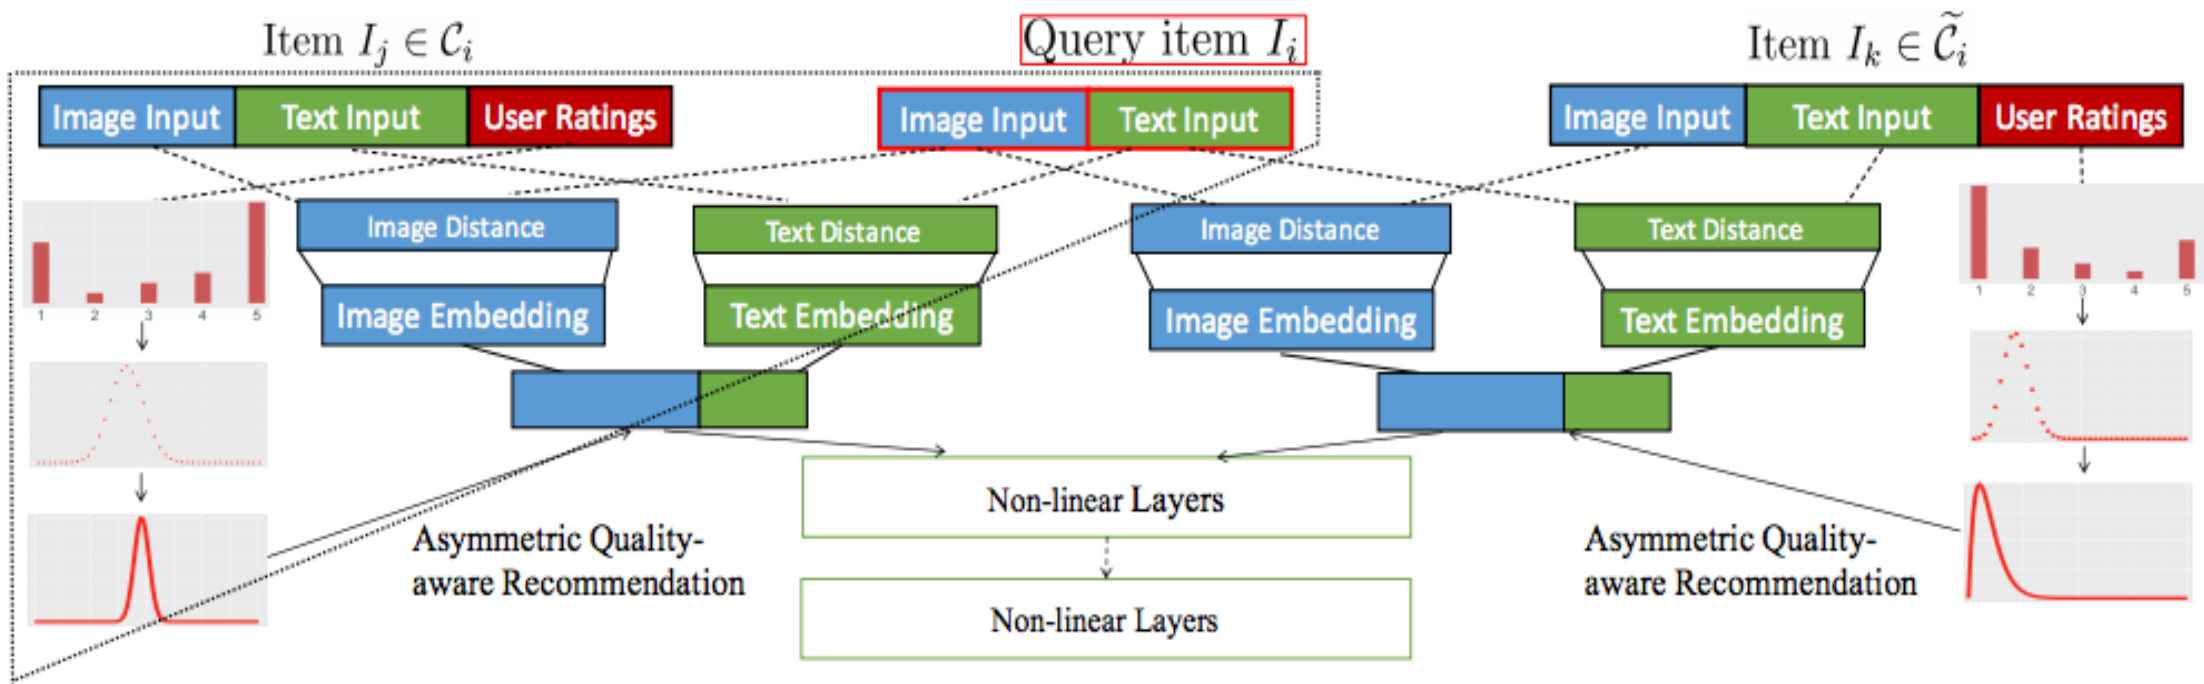 Item I_j ∈ C_i
Query item I_i
Item I_k ∈ C̃_i
Image Input Text Input User Ratings
Image Input Text Input
Image Input Text Input User Ratings
Image Distance
Text Distance
Image Distance
Text Distance
1 2 3 4 5
1 2 3 4 5
Image Embedding
Text Embedding
Image Embedding
Text Embedding
Non-linear Layers
Asymmetric Quality-
aware Recommendation
Asymmetric Quality-
aware Recommendation
Non-linear Layers